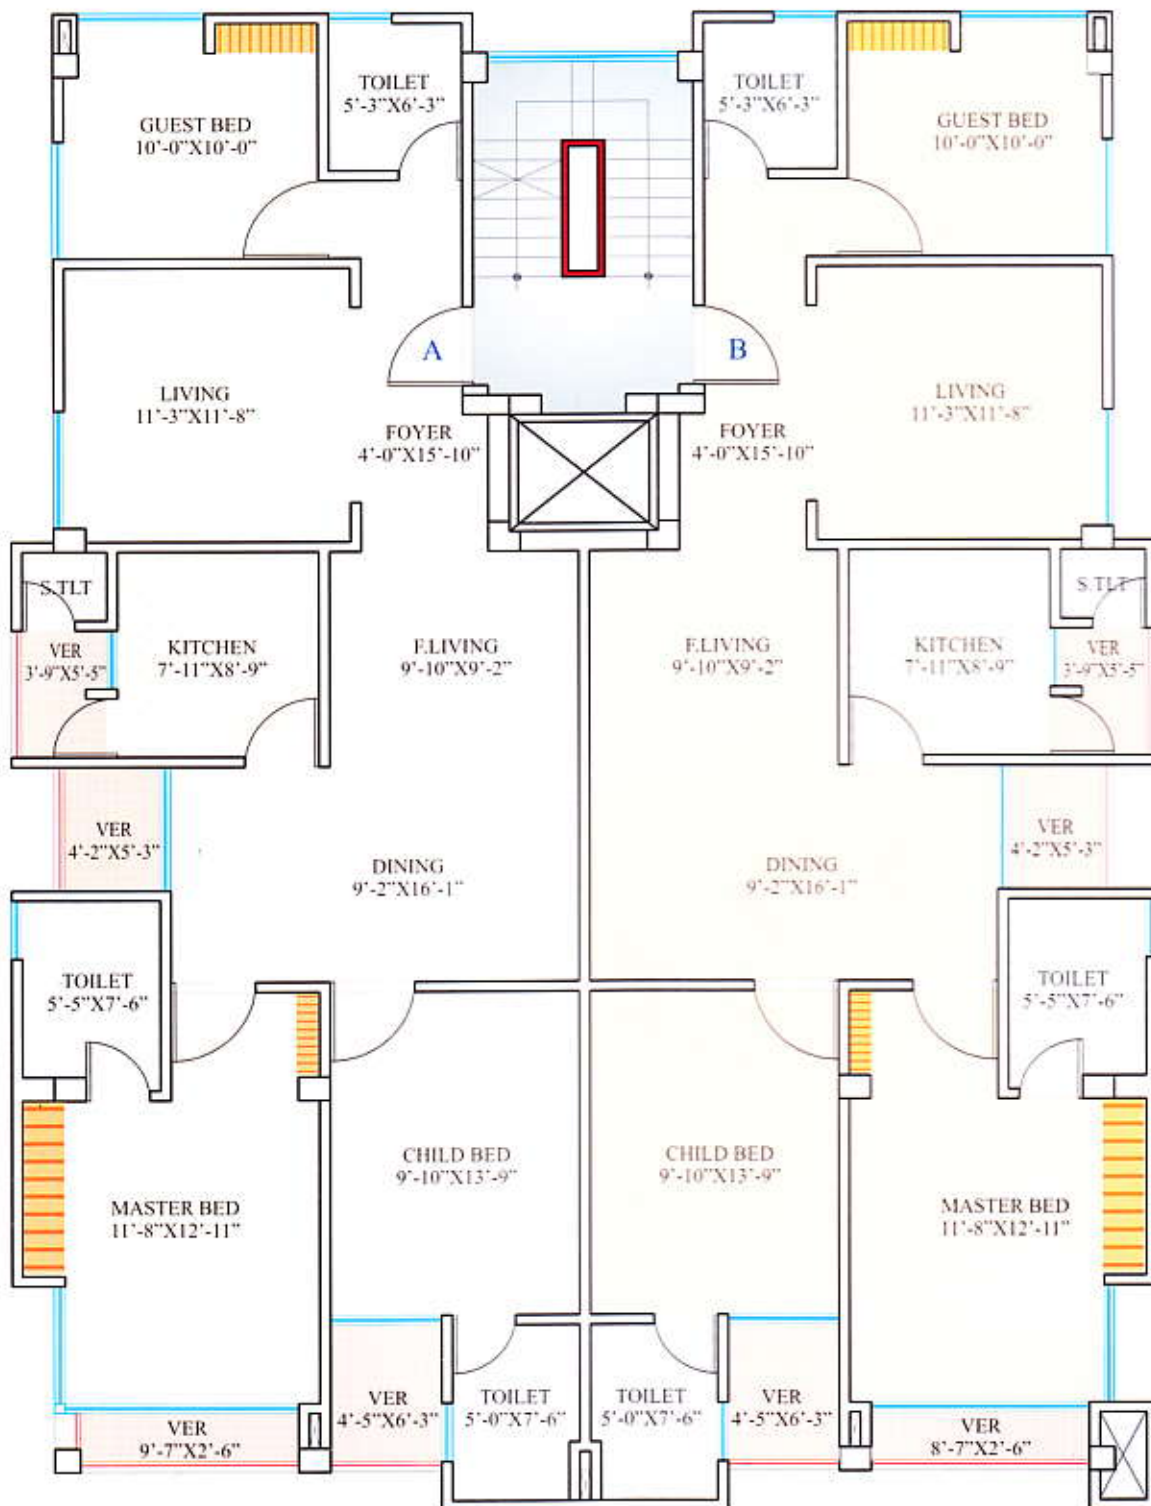 TOILET
5'-3"X6'-3"
TOILET
5'-3"X6'-3"
GUEST BED
10'-0"X10'-0"
GUEST BED
10'-0"X10'-0"
A
B
LIVING
11'-3"X11'-8"
FOYER
4'-0"X15'-10"
FOYER
4'-0"X15'-10"
LIVING
11'-3"X11'-8"
S.TLT
S.TLT
VER
3'-9"X5'-5"
KITCHEN
7'-11"X8'-9"
F.LIVING
9'-10"X9'-2"
F.LIVING
9'-10"X9'-2"
KITCHEN
7'-11"X8'-9"
VER
3'-9"X5'-5"
VER
4'-2"X5'-3"
DINING
9'-2"X16'-1"
DINING
9'-2"X16'-1"
VER
4'-2"X5'-3"
TOILET
5'-5"X7'-6"
TOILET
5'-5"X7'-6"
MASTER BED
11'-8"X12'-11"
CHILD BED
9'-10"X13'-9"
CHILD BED
9'-10"X13'-9"
MASTER BED
11'-8"X12'-11"
VER
9'-7"X2'-6"
VER
4'-5"X6'-3"
TOILET
5'-0"X7'-6"
TOILET
5'-0"X7'-6"
VER
4'-5"X6'-3"
VER
8'-7"X2'-6"